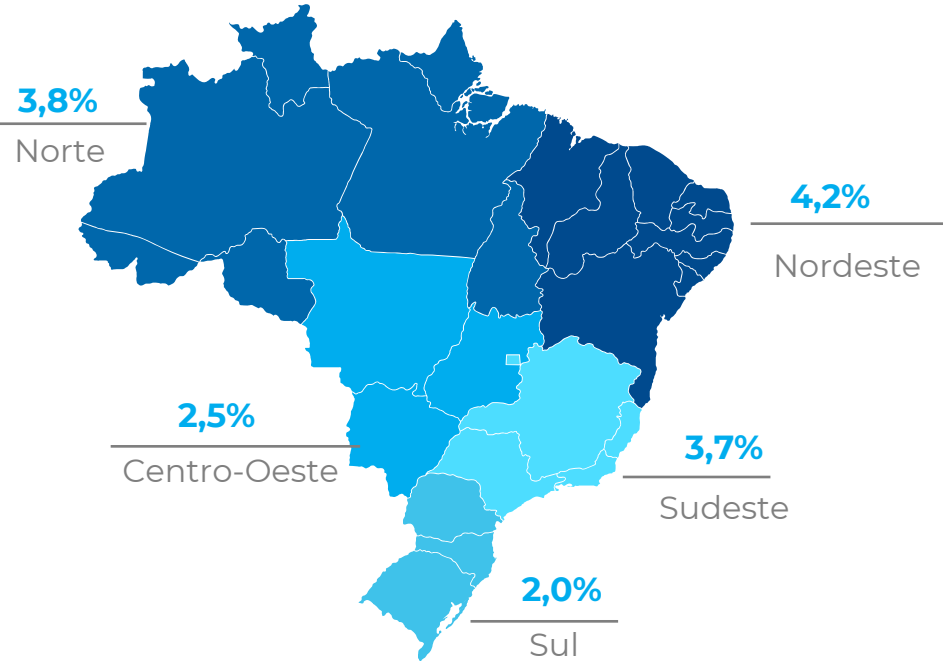 3,8%
Norte
4,2%
Nordeste
2,5%
Centro-Oeste
3,7%
Sudeste
2,0%
Sul